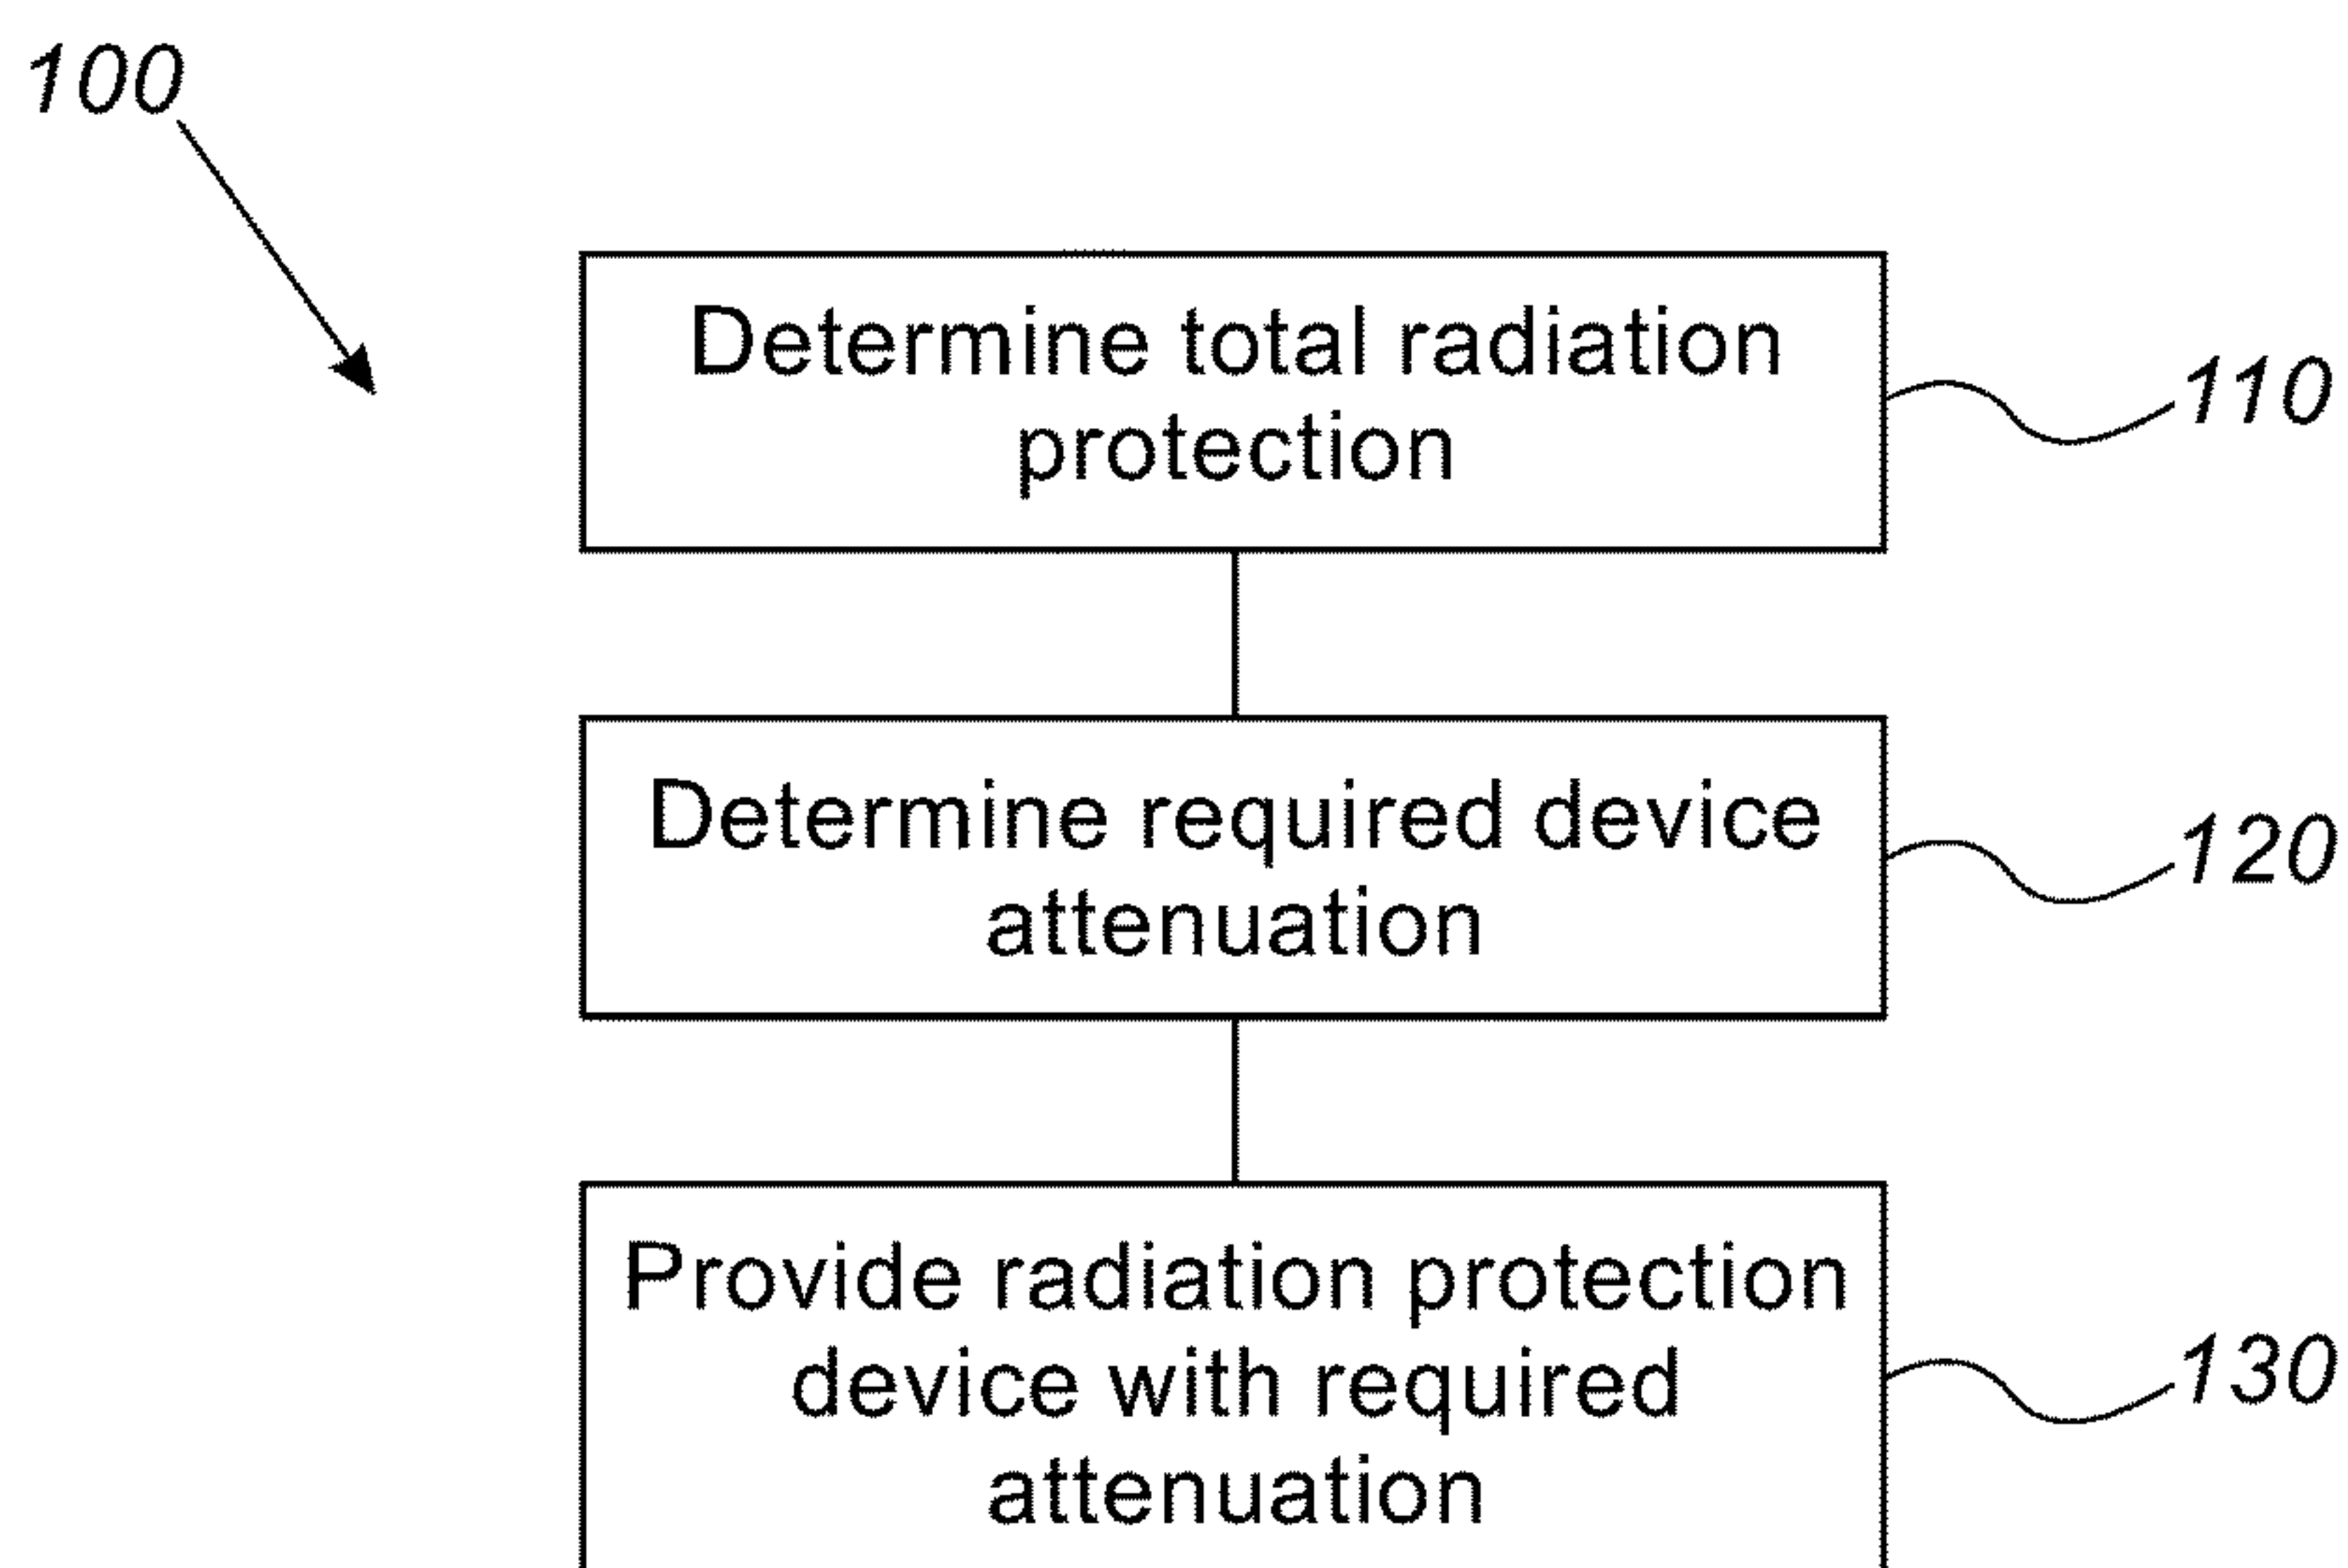 100
Determine total radiation
protection
110
Determine required device
attenuation
120
Provide radiation protection
device with required
attenuation
130